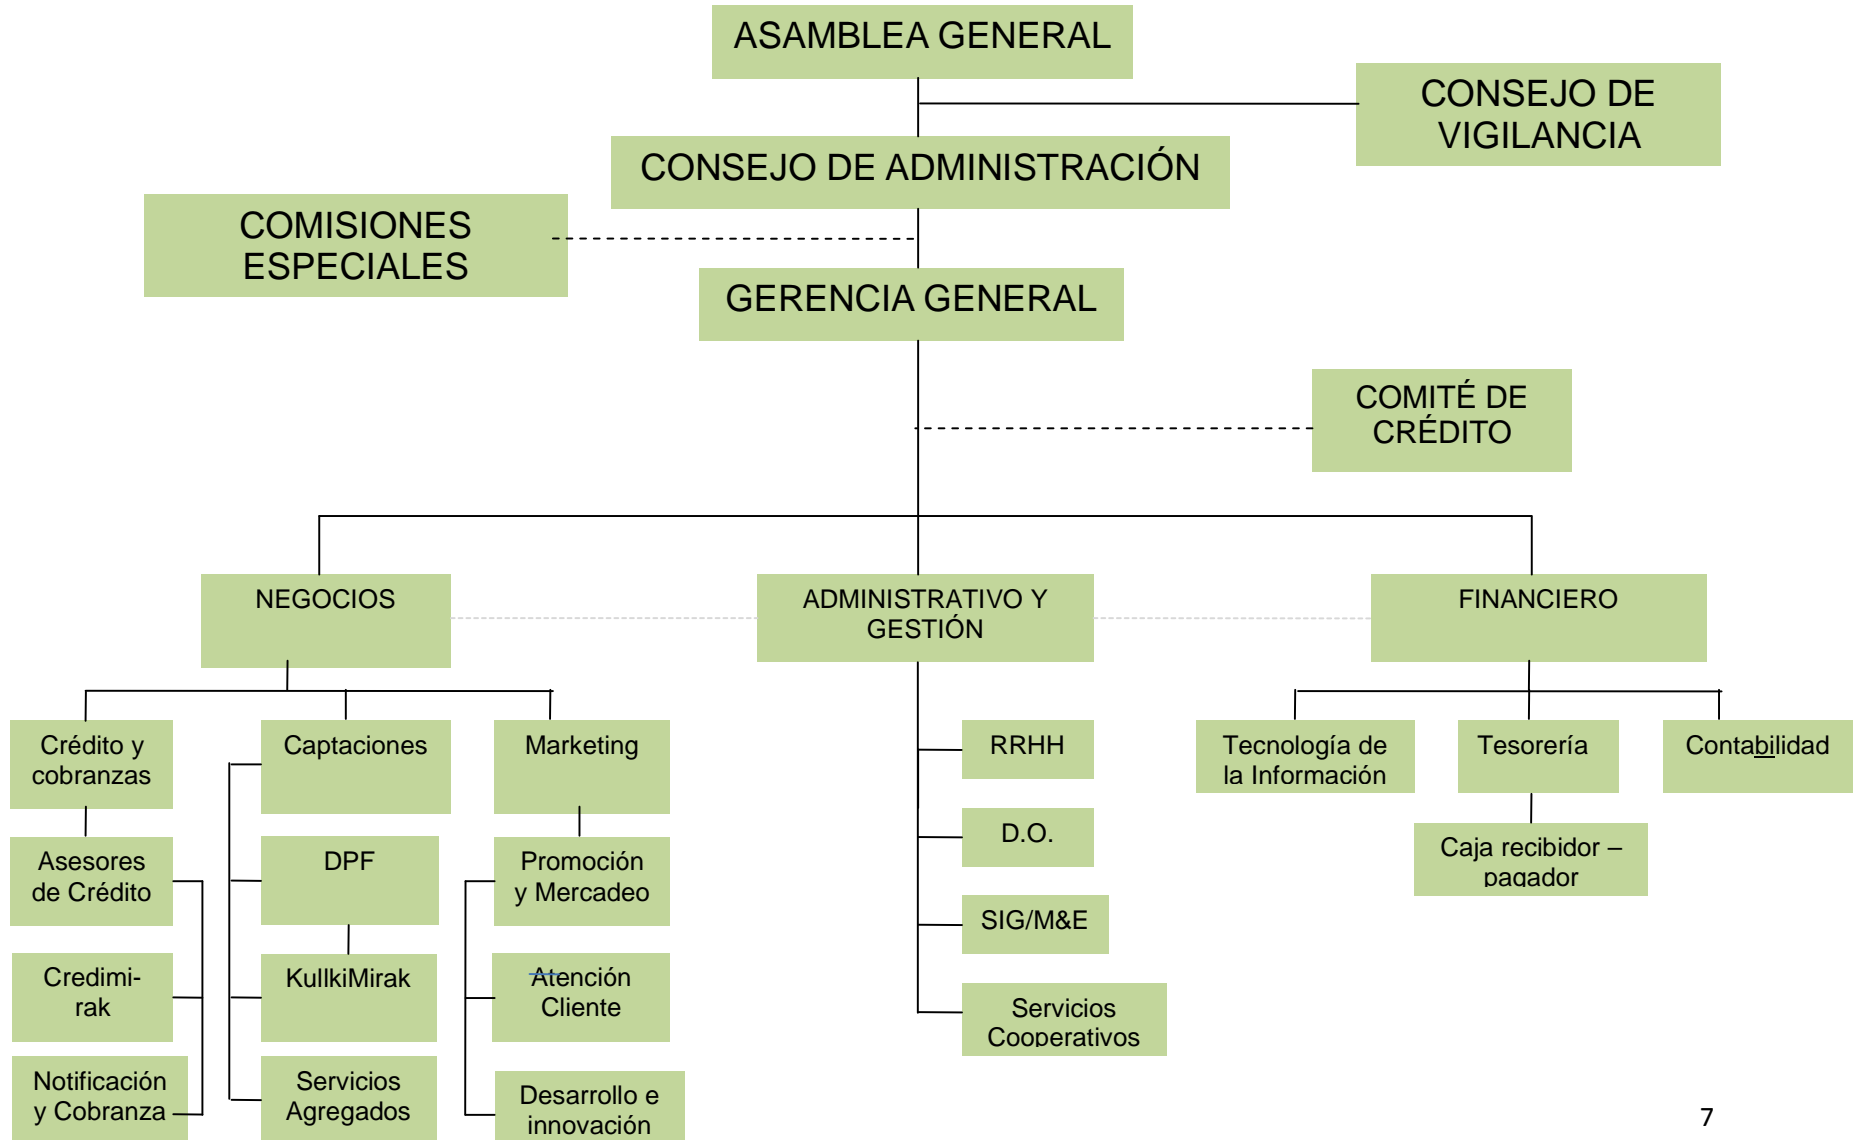 ASAMBLEA GENERAL
CONSEJO DE
VIGILANCIA
CONSEJO DE ADMINISTRACIÓN
COMISIONES
ESPECIALES
GERENCIA GENERAL
COMITÉ DE
CRÉDITO
NEGOCIOS
ADMINISTRATIVO Y
GESTIÓN
FINANCIERO
Crédito y
cobranzas
Captaciones
Marketing
RRHH
Tecnología de
la Información
Tesorería
Contabilidad
Asesores
de Crédito
DPF
Promoción
y Mercadeo
D.O.
Caja recibidor –
pagador
Credimi-
rak
KullkiMirak
Atención
Cliente
SIG/M&E
Servicios
Cooperativos
Notificación
y Cobranza
Servicios
Agregados
Desarrollo e
innovación
7